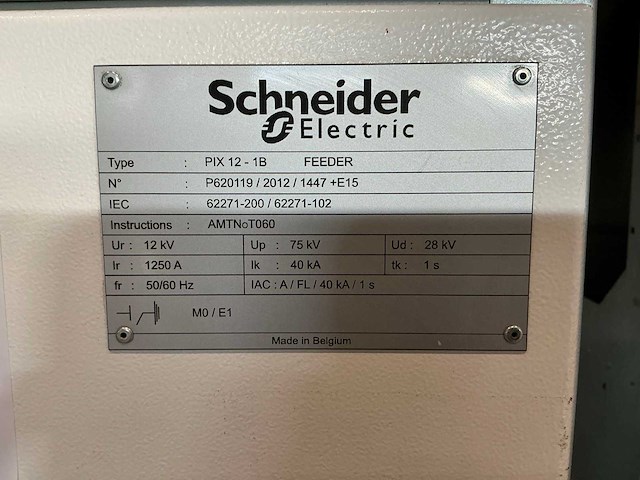 Schneider
Electric
Type : PIX 12 - 1B FEEDER
N° : P620119 / 2012 / 1447 +E15
IEC : 62271-200 / 62271-102
Instructions : AMTNoT060
Ur : 12 kV Up : 75 kV Ud : 28 kV
Ir : 1250 A Ik : 40 kA tk : 1 s
fr : 50/60 Hz IAC : A / FL / 40 kA / 1 s
M0 / E1
Made in Belgium